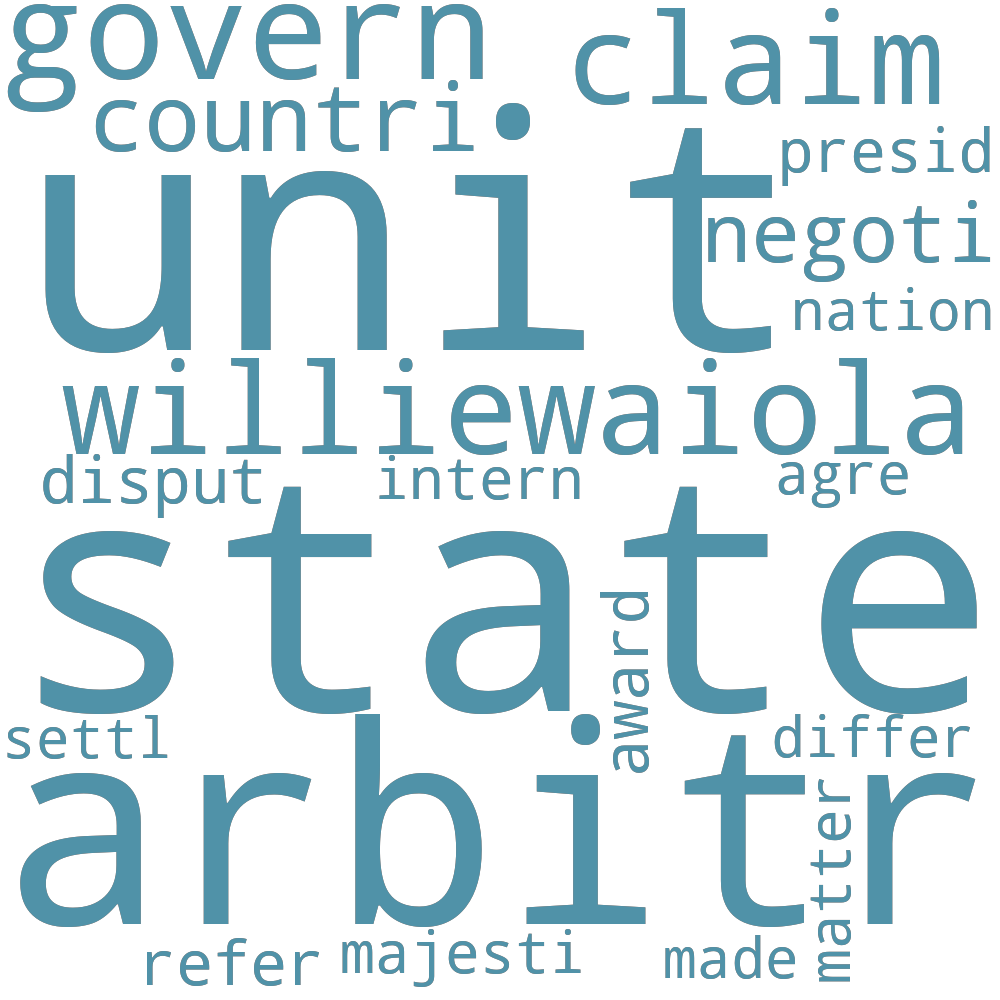 govern
claim
countri
presid
unit
negoti
nation
williewaiola
disput
intern
agre
state
award
settl
differ
arbitr
matter
refer
majesti
made